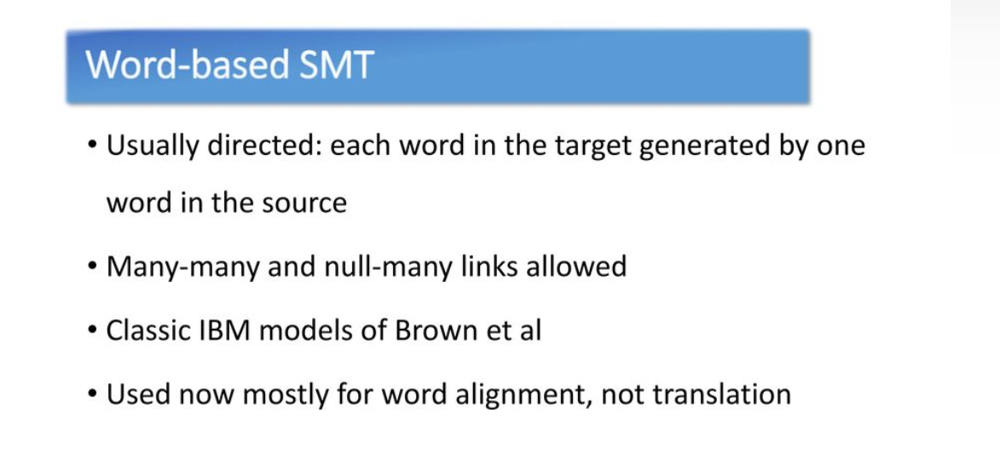 Word-based SMT
• Usually directed: each word in the target generated by one
word in the source
• Many-many and null-many links allowed
• Classic IBM models of Brown et al
• Used now mostly for word alignment, not translation